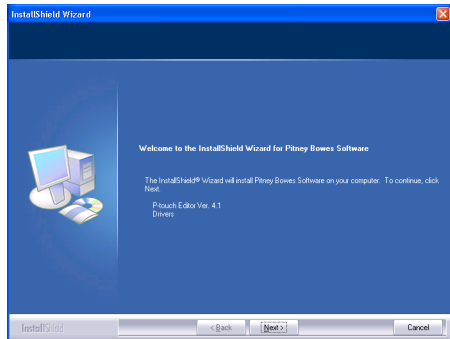 InstallShield Wizard
Welcome to the InstallShield Wizard for Pitney Bowes Software
The InstallShield® Wizard will install Pitney Bowes Software on your computer. To continue, click
Next.
P-touch Editor Ver. 4.1
Drivers
InstallShield
< Back
Next >
Cancel